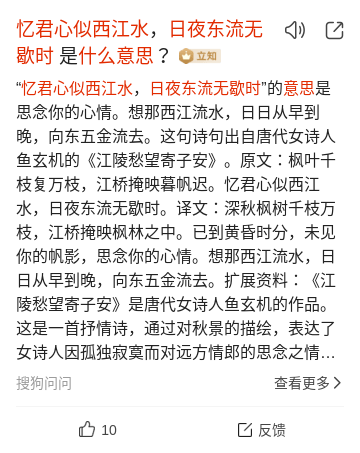 忆君心似西江水，日夜东流无
歇时 是什么意思？ 立知
“忆君心似西江水，日夜东流无歇时”的意思是
思念你的心情。想那西江流水，日日从早到
晚，向东五金流去。这句诗句出自唐代女诗人
鱼玄机的《江陵愁望寄子安》。原文：枫叶千
枝复万枝，江桥掩映暮帆迟。忆君心似西江
水，日夜东流无歇时。译文：深秋枫树千枝万
枝，江桥掩映枫林之中。已到黄昏时分，未见
你的帆影，思念你的心情。想那西江流水，日
日从早到晚，向东五金流去。扩展资料：《江
陵愁望寄子安》是唐代女诗人鱼玄机的作品。
这是一首抒情诗，通过对秋景的描绘，表达了
女诗人因孤独寂寞而对远方情郎的思念之情…
搜狗问问 查看更多
10 反馈